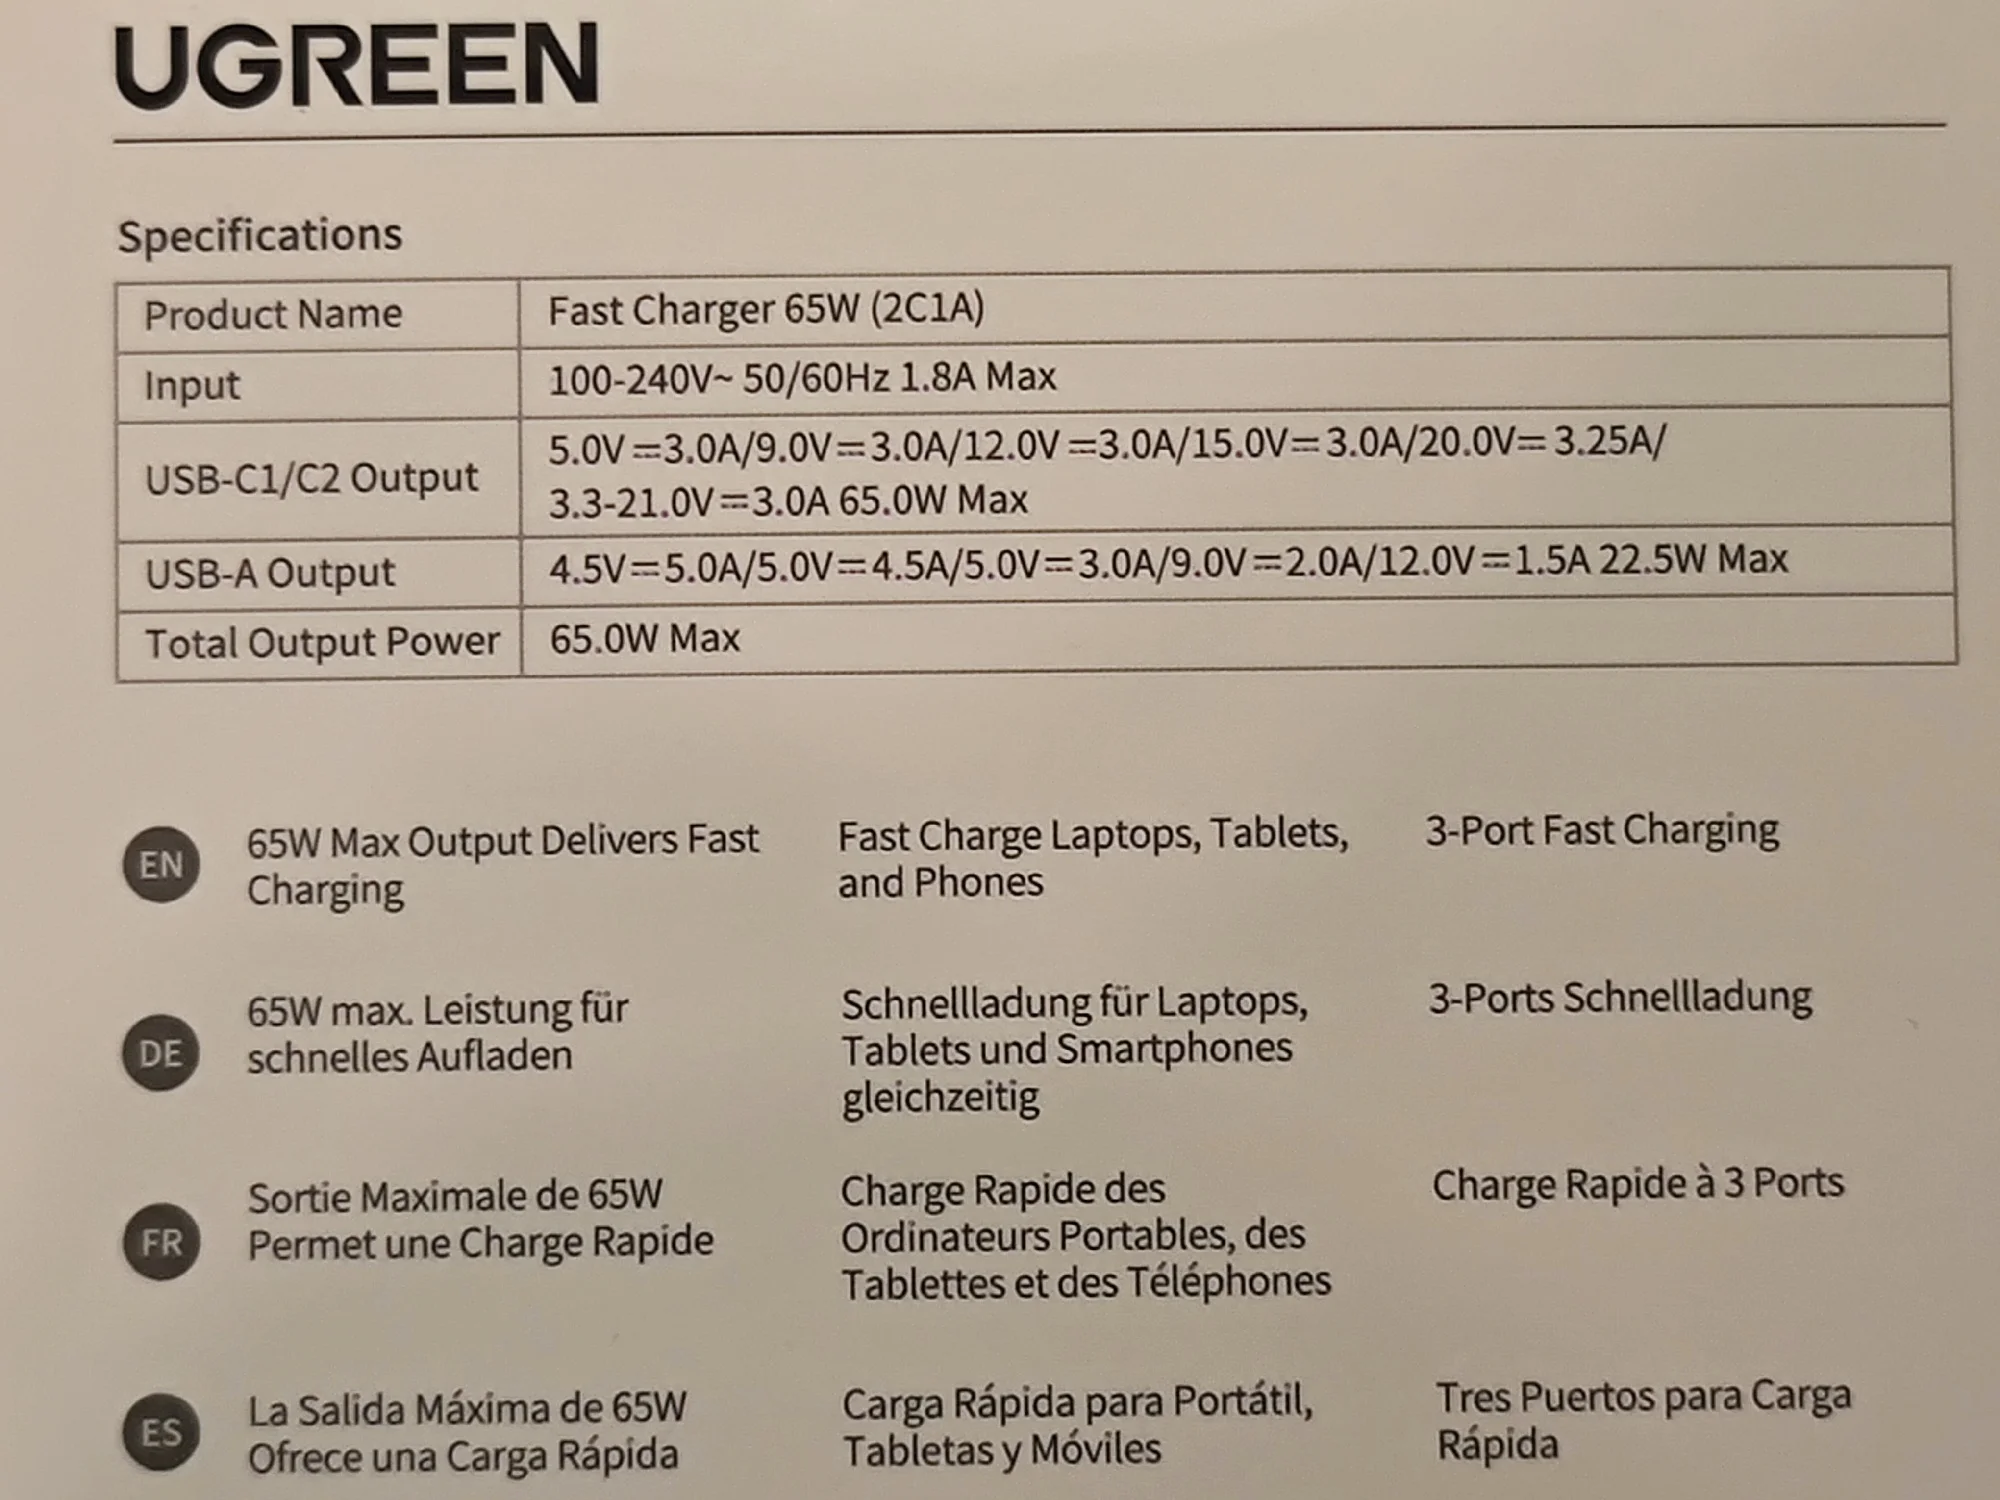 UGREEN
Specifications
Product Name Fast Charger 65W (2C1A)
Input 100-240V~ 50/60Hz 1.8A Max
USB-C1/C2 Output 5.0V⎓3.0A/9.0V⎓3.0A/12.0V⎓3.0A/15.0V⎓3.0A/20.0V⎓3.25A/
3.3-21.0V⎓3.0A 65.0W Max
USB-A Output 4.5V⎓5.0A/5.0V⎓4.5A/5.0V⎓3.0A/9.0V⎓2.0A/12.0V⎓1.5A 22.5W Max
Total Output Power 65.0W Max
EN
65W Max Output Delivers Fast
Charging
Fast Charge Laptops, Tablets,
and Phones
3-Port Fast Charging
DE
65W max. Leistung für
schnelles Aufladen
Schnellladung für Laptops,
Tablets und Smartphones
gleichzeitig
3-Ports Schnellladung
FR
Sortie Maximale de 65W
Permet une Charge Rapide
Charge Rapide des
Ordinateurs Portables, des
Tablettes et des Téléphones
Charge Rapide à 3 Ports
ES
La Salida Máxima de 65W
Ofrece una Carga Rápida
Carga Rápida para Portátil,
Tabletas y Móviles
Tres Puertos para Carga
Rápida